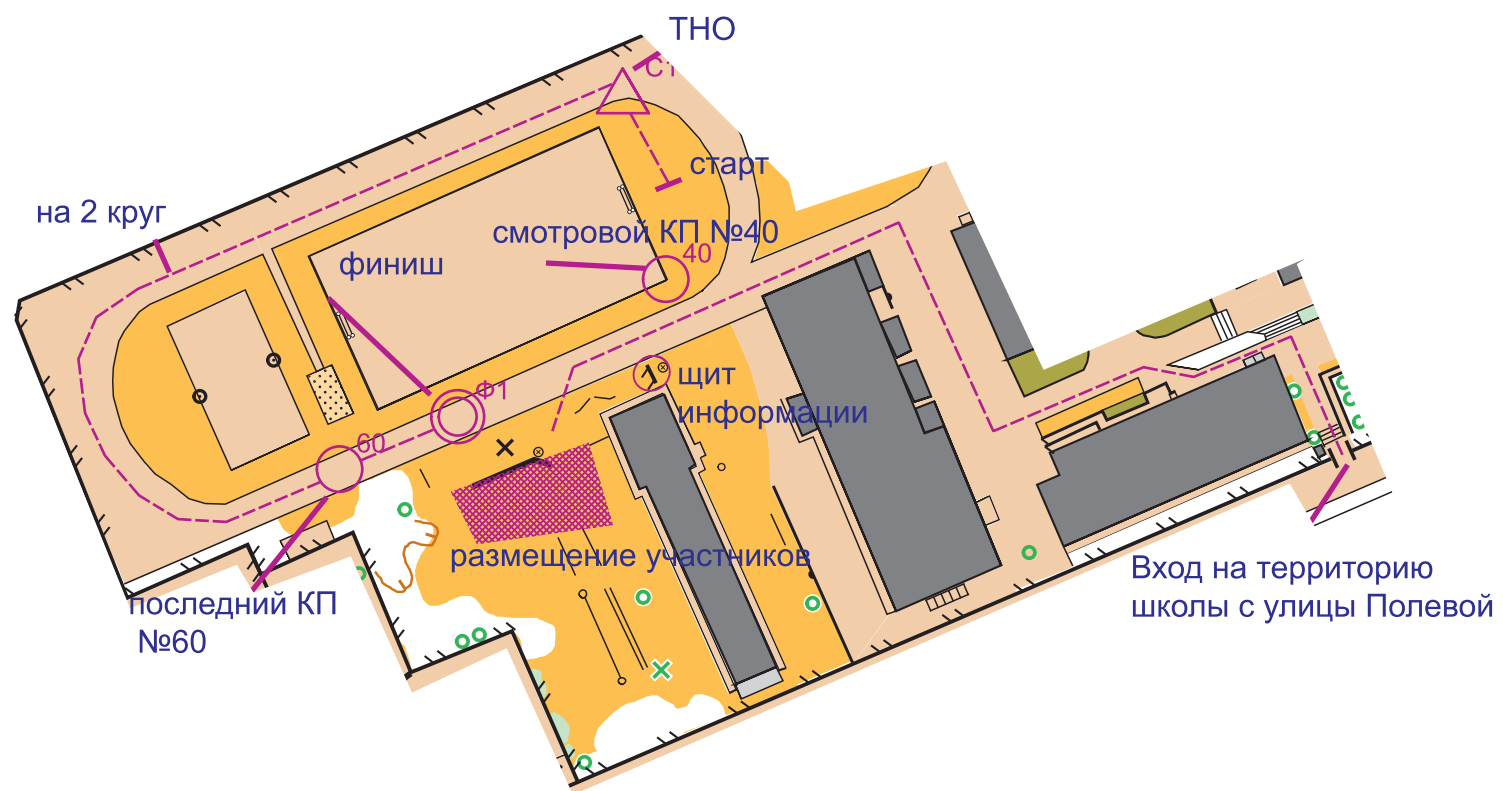 ТНО
С1
старт
на 2 круг
смотровой КП №40
40
финиш
Ф1
щит
информации
60
размещение участников
Вход на территорию
школы с улицы Полевой
последний КП
№60